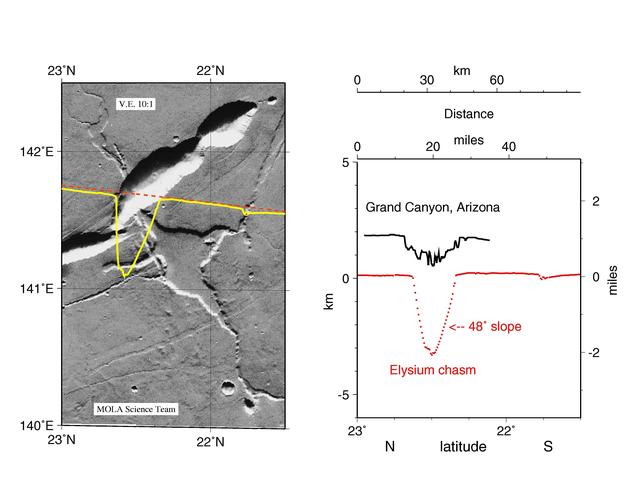 23°N 22°N
V.E. 10:1
142°E
141°E
MOLA Science Team
140°E
23°N 22°N
km
0 30 60
Distance
miles
0 20 40
5
Grand Canyon, Arizona
2
0
0
km
miles
<-- 48° slope
-2
Elysium chasm
-5
23° 22°
N latitude S